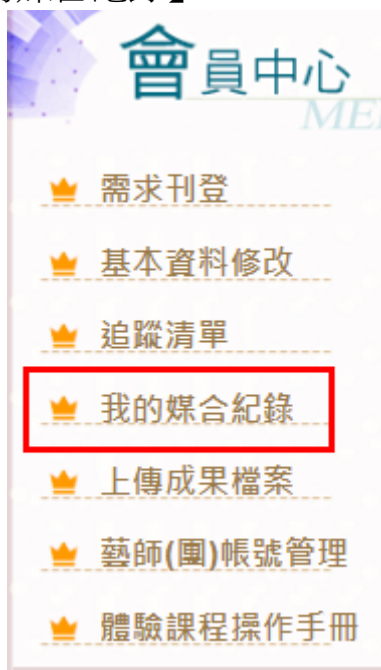 會員中心
ME
需求刊登
基本資料修改
追蹤清單
我的媒合紀錄
上傳成果檔案
藝師(團)帳號管理
體驗課程操作手冊